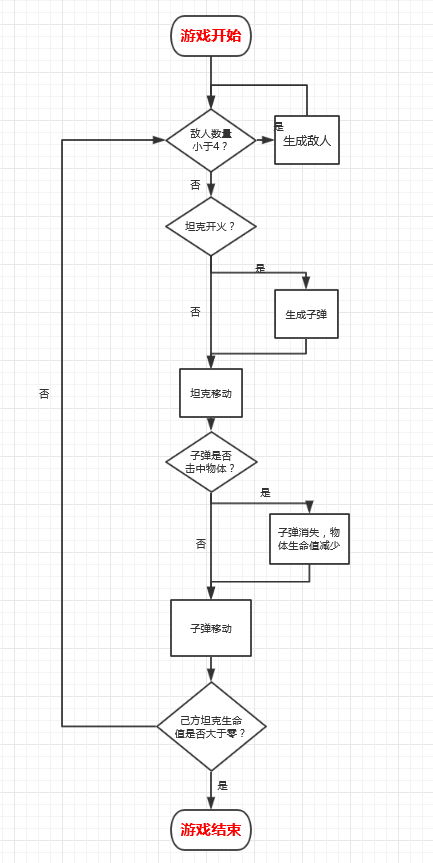 游戏开始
敌人数量
小于4？
是
生成敌人
否
坦克开火？
是
否
生成子弹
坦克移动
否
子弹是否
击中物体？
是
否
子弹消失，物
体生命值减少
子弹移动
己方坦克生命
值是否大于零？
是
游戏结束